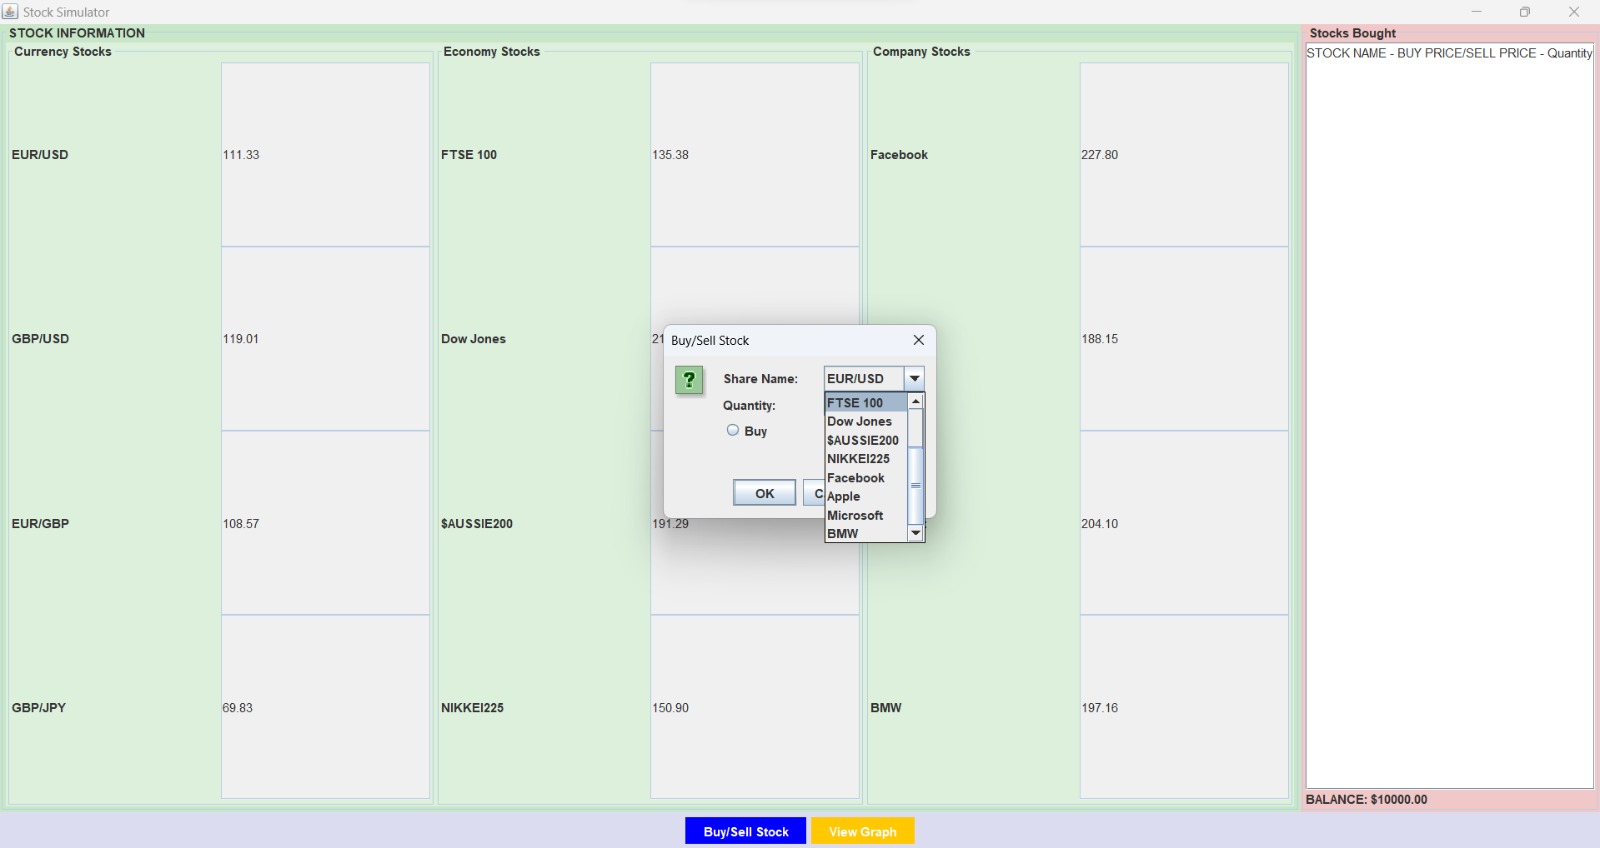 Stock Simulator
STOCK INFORMATION
Stocks Bought
Currency Stocks
Economy Stocks
Company Stocks
STOCK NAME - BUY PRICE/SELL PRICE - Quantity
EUR/USD
111.33
FTSE 100
135.38
Facebook
227.80
GBP/USD
119.01
Dow Jones
188.15
Buy/Sell Stock
?
Share Name:
EUR/USD
Quantity:
Buy
OK
FTSE 100
Dow Jones
$AUSSIE200
NIKKEI225
Facebook
Apple
Microsoft
BMW
EUR/GBP
108.57
$AUSSIE200
191.29
204.10
GBP/JPY
69.83
NIKKEI225
150.90
BMW
197.16
BALANCE: $10000.00
Buy/Sell Stock
View Graph